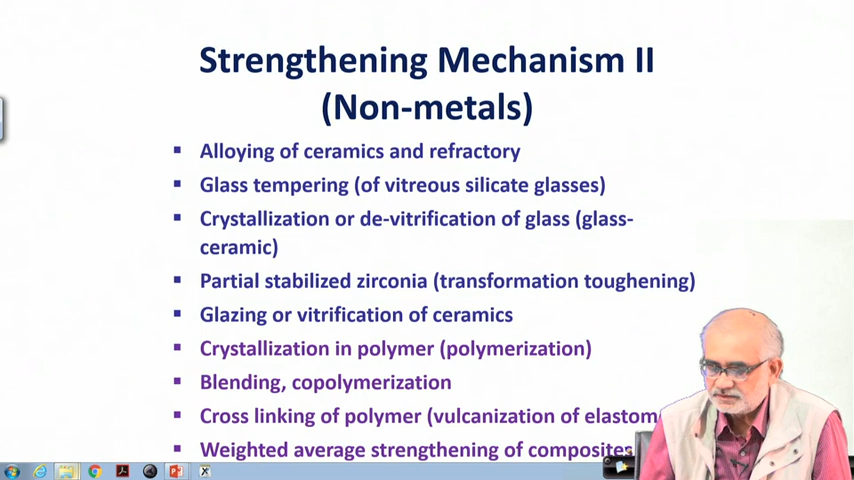 Strengthening Mechanism II
(Non-metals)
▪ Alloying of ceramics and refractory
▪ Glass tempering (of vitreous silicate glasses)
▪ Crystallization or de-vitrification of glass (glass-
ceramic)
▪ Partial stabilized zirconia (transformation toughening)
▪ Glazing or vitrification of ceramics
▪ Crystallization in polymer (polymerization)
▪ Blending, copolymerization
▪ Cross linking of polymer (vulcanization of
▪ Weighted average strengthening of composites